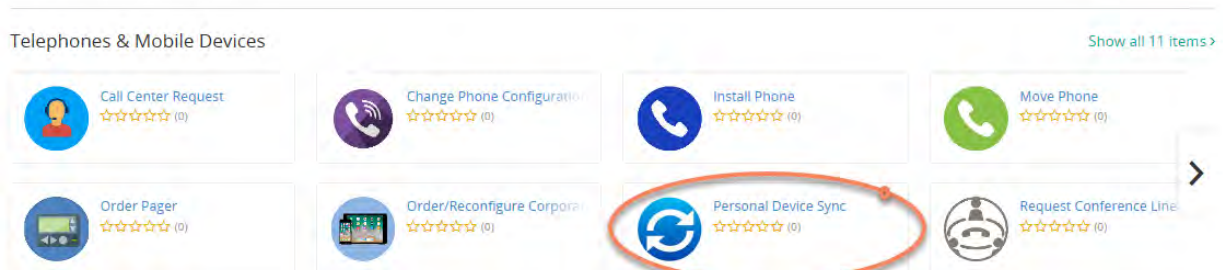 Telephones & Mobile Devices
Show all 11 items >
Call Center Request
(0)
Change Phone Configuration
(0)
Install Phone
(0)
Move Phone
(0)
Order Pager
(0)
Order/Reconfigure Corpora
(0)
Personal Device Sync
(0)
Request Conference Line
(0)